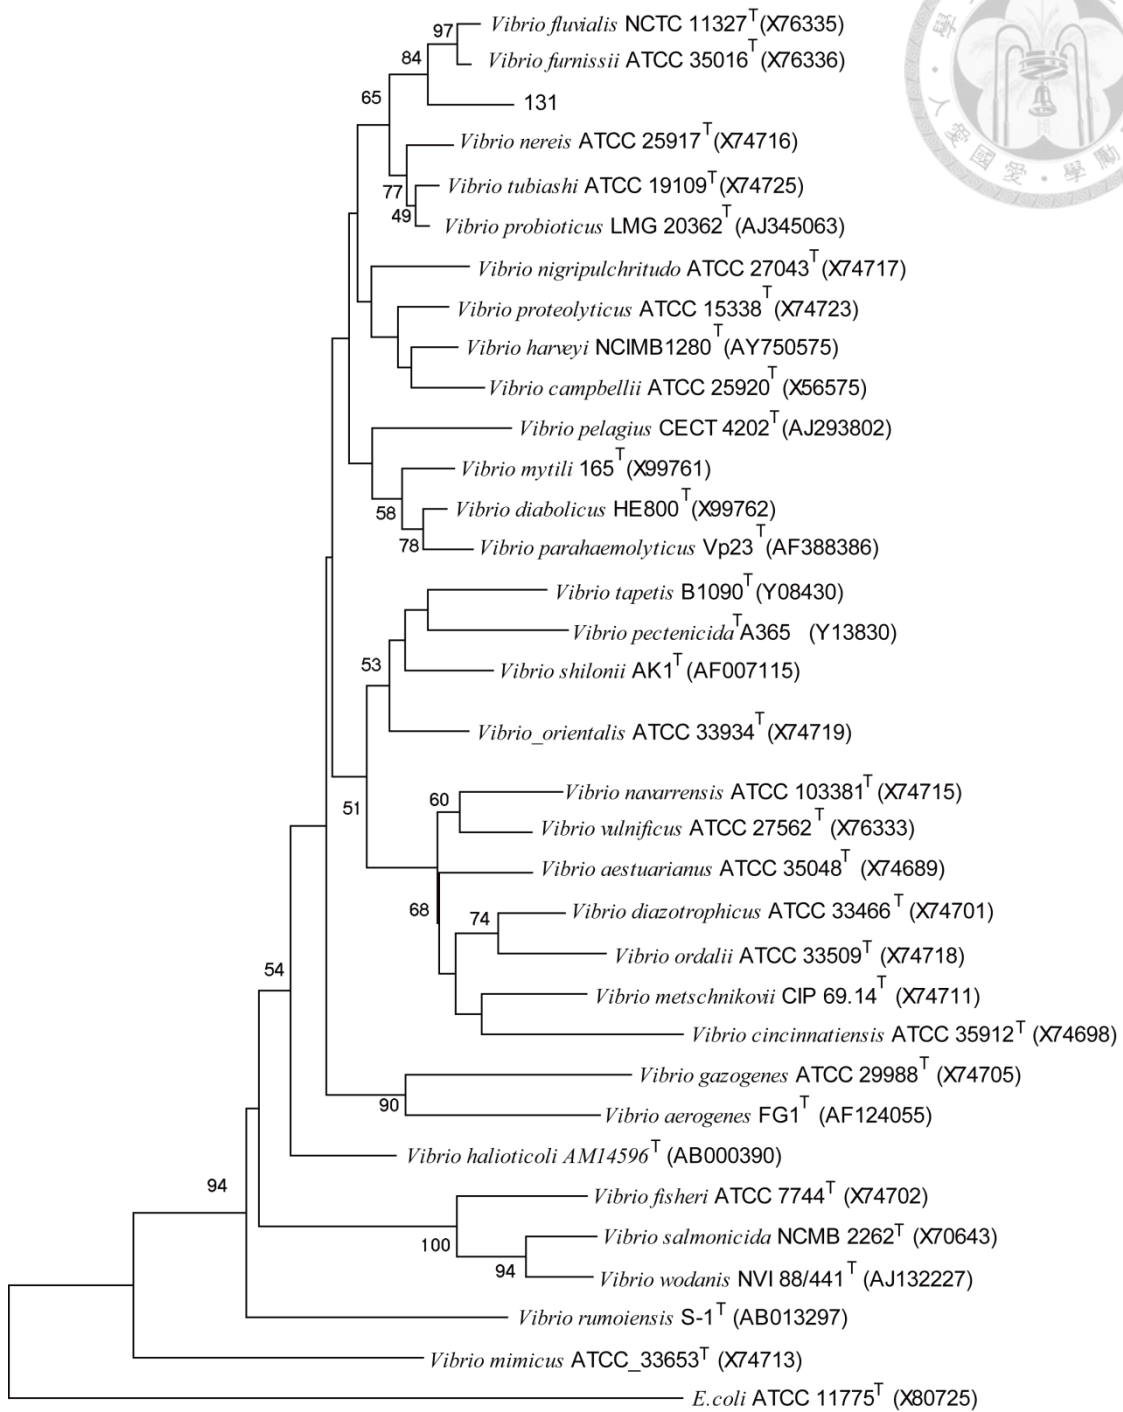 97
Vibrio fluvialis NCTC 11327T(X76335)
84
Vibrio furnissii ATCC 35016T(X76336)
65
131
Vibrio nereis ATCC 25917T(X74716)
77
Vibrio tubiashi ATCC 19109T(X74725)
49
Vibrio probioticus LMG 20362T(AJ345063)
Vibrio nigripulchritudo ATCC 27043T(X74717)
Vibrio proteolyticus ATCC 15338T(X74723)
Vibrio harveyi NCIMB1280T(AY750575)
Vibrio campbellii ATCC 25920T(X56575)
Vibrio pelagius CECT 4202T(AJ293802)
Vibrio mytili 165T(X99761)
58
Vibrio diabolicus HE800T(X99762)
78
Vibrio parahaemolyticus Vp23T(AF388386)
Vibrio tapetis B1090T(Y08430)
Vibrio pectenicidaTA365 (Y13830)
53
Vibrio shilonii AK1T(AF007115)
Vibrio_orientalis ATCC 33934T(X74719)
51
60
Vibrio navarrensis ATCC 103381T(X74715)
Vibrio vulnificus ATCC 27562T(X76333)
Vibrio aestuarianus ATCC 35048T (X74689)
68
74
Vibrio diazotrophicus ATCC 33466T(X74701)
Vibrio ordalii ATCC 33509T (X74718)
54
Vibrio metschnikovii CIP 69.14T (X74711)
Vibrio cincinnatiensis ATCC 35912T(X74698)
Vibrio gazogenes ATCC 29988T(X74705)
90
Vibrio aerogenes FG1T (AF124055)
Vibrio halioticoli AM14596T(AB000390)
94
Vibrio fisheri ATCC 7744T(X74702)
100
Vibrio salmonicida NCMB 2262T(X70643)
94
Vibrio wodanis NVI 88/441T(AJ132227)
Vibrio rumoiensis S-1T(AB013297)
Vibrio mimicus ATCC_33653T(X74713)
E.coli ATCC 11775T (X80725)
學
人愛國愛·學勵